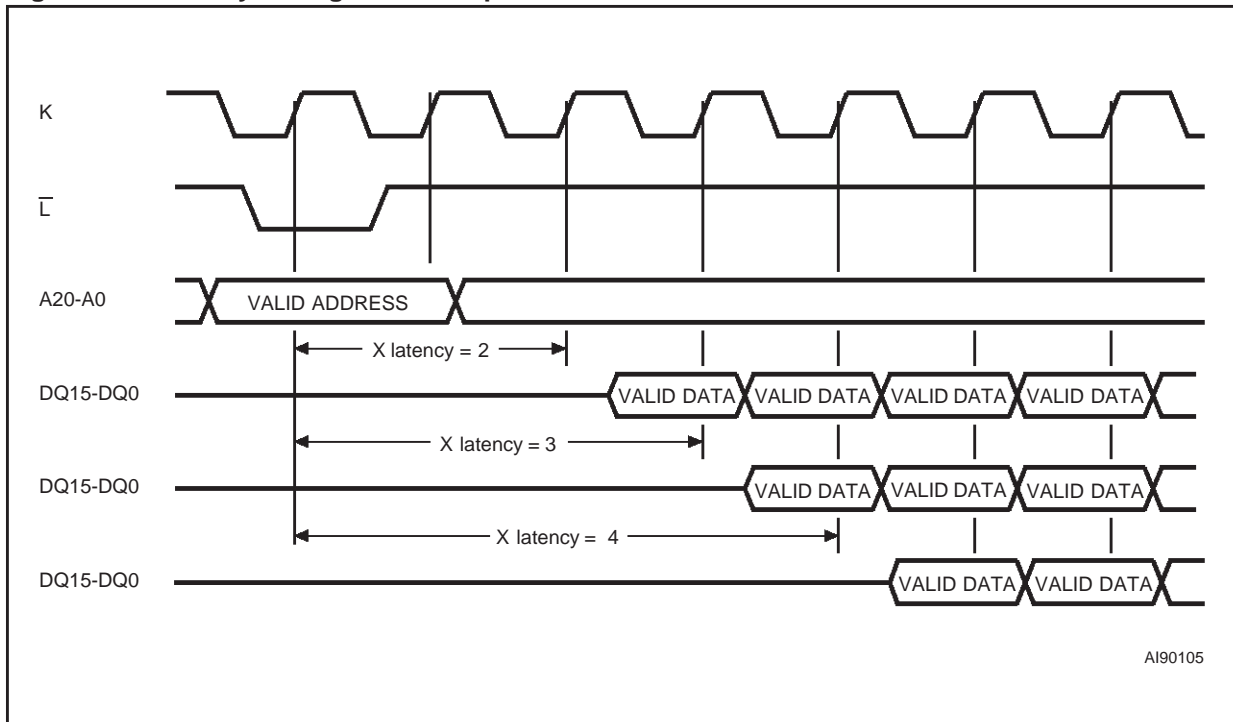 K
L
A20-A0
VALID ADDRESS
X latency = 2
DQ15-DQ0
VALID DATA VALID DATA VALID DATA VALID DATA
X latency = 3
DQ15-DQ0
VALID DATA VALID DATA VALID DATA
X latency = 4
DQ15-DQ0
VALID DATA VALID DATA
AI90105